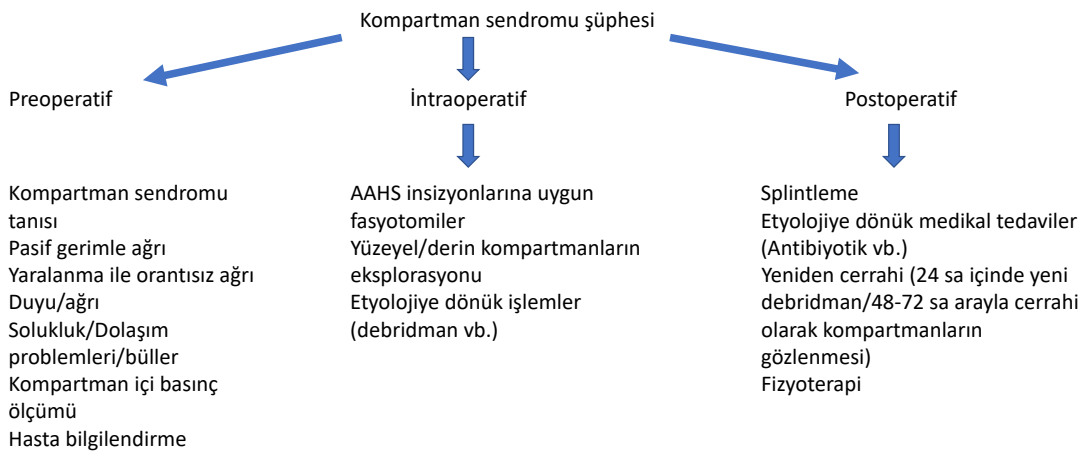 Kompartman sendromu şüphesi
Preoperatif
İntraoperatif
Postoperatif
Kompartman sendromu
tanısı
Pasif gerimle ağrı
Yaralanma ile orantısız ağrı
Duyu/ağrı
Solukluk/Dolaşım
problemleri/büller
Kompartman içi basınç
ölçümü
Hasta bilgilendirme
AAHS insizyonlarına uygun
fasyotomiler
Yüzeyel/derin kompartmanların
eksplorasyonu
Etyolojiye dönük işlemler
(debridman vb.)
Splintleme
Etyolojiye dönük medikal tedaviler
(Antibiyotik vb.)
Yeniden cerrahi (24 sa içinde yeni
debridman/48-72 sa arayla cerrahi
olarak kompartmanların
gözlenmesi)
Fizyoterapi